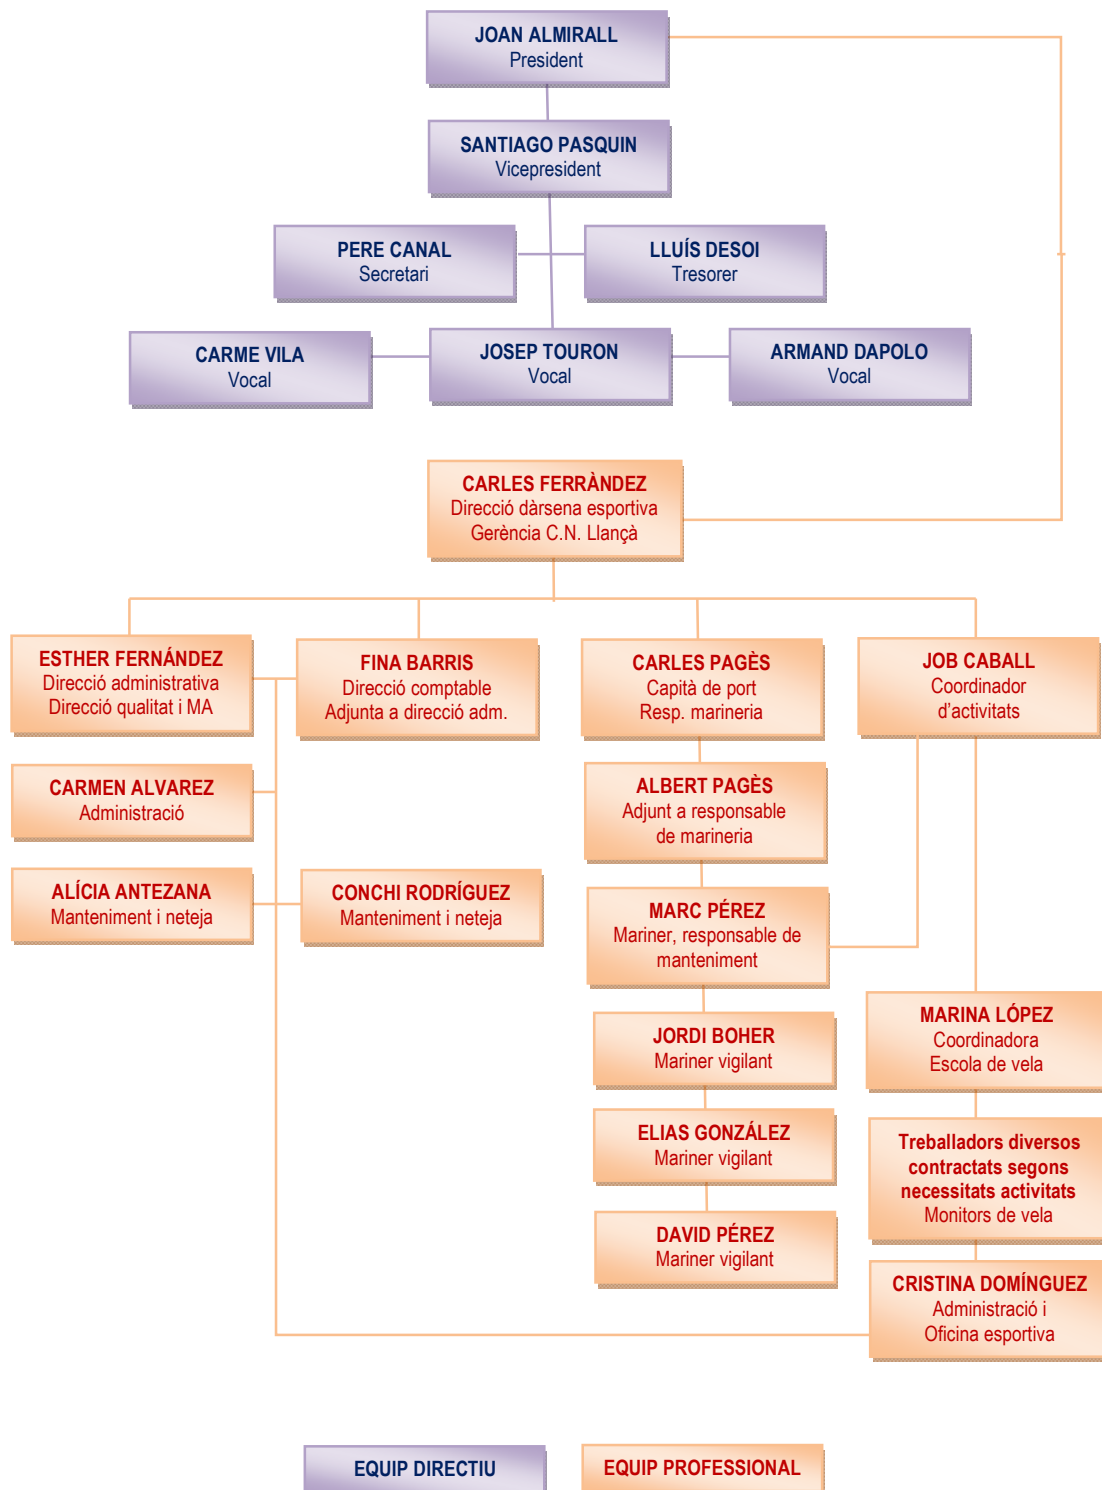 JOAN ALMIRALL
President
SANTIAGO PASQUIN
Vicepresident
PERE CANAL
Secretari
LLUÍS DESOI
Tresorer
CARME VILA
Vocal
JOSEP TOURON
Vocal
ARMAND DAPOLO
Vocal
CARLES FERRÀNDEZ
Direcció dàrsena esportiva
Gerència C.N. Llançà
ESTHER FERNÁNDEZ
Direcció administrativa
Direcció qualitat i MA
FINA BARRIS
Direcció comptable
Adjunta a direcció adm.
CARLES PAGÈS
Capità de port
Resp. marineria
JOB CABALL
Coordinador
d’activitats
CARMEN ALVAREZ
Administració
ALBERT PAGÈS
Adjunt a responsable
de marineria
ALÍCIA ANTEZANA
Manteniment i neteja
CONCHI RODRÍGUEZ
Manteniment i neteja
MARC PÉREZ
Mariner, responsable de
manteniment
JORDI BOHER
Mariner vigilant
MARINA LÓPEZ
Coordinadora
Escola de vela
ELIAS GONZÁLEZ
Mariner vigilant
Treballadors diversos
contractats segons
necessitats activitats
Monitors de vela
DAVID PÉREZ
Mariner vigilant
CRISTINA DOMÍNGUEZ
Administració i
Oficina esportiva
EQUIP DIRECTIU
EQUIP PROFESSIONAL